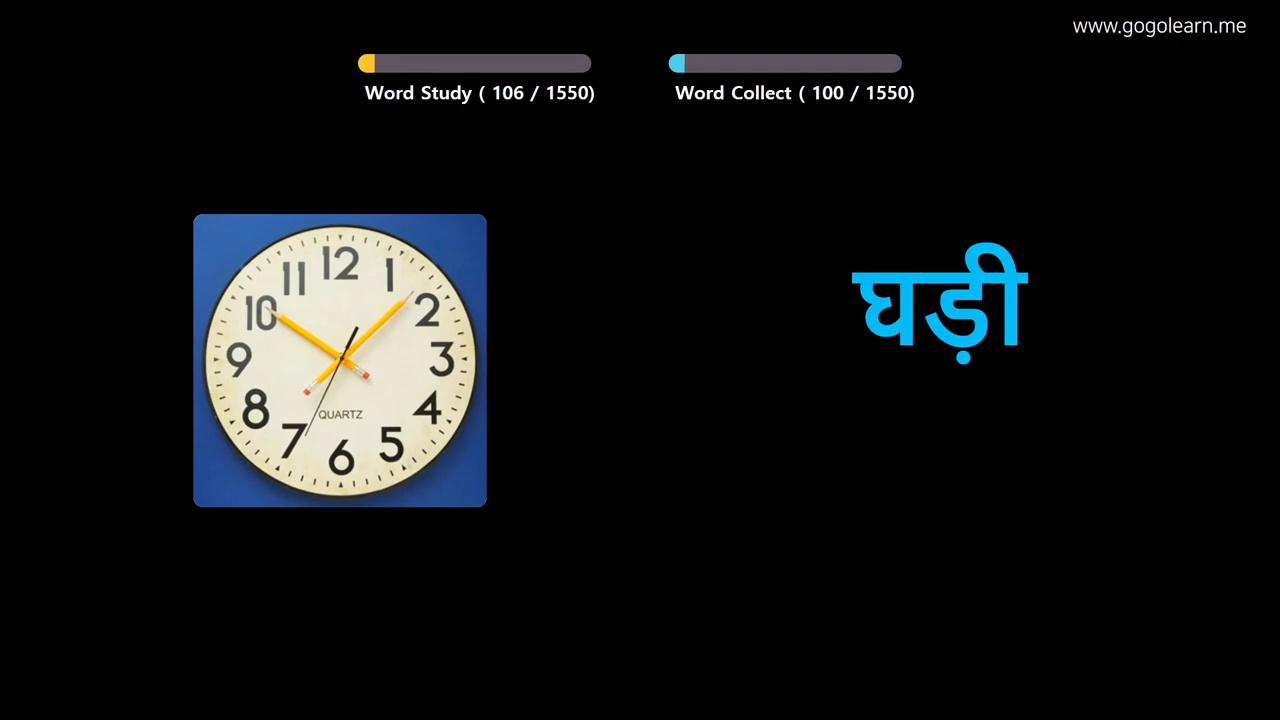 www.gogolearn.me
Word Study ( 106 / 1550)
Word Collect ( 100 / 1550)
12
11
1
10
2
9
3
8
4
7
5
6
QUARTZ
घड़ी